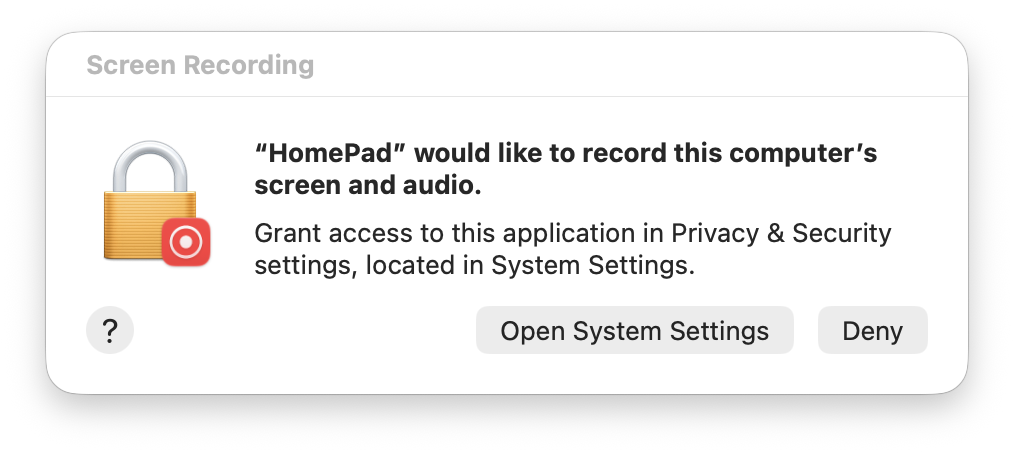 Screen Recording
“HomePad” would like to record this computer’s
screen and audio.
Grant access to this application in Privacy & Security
settings, located in System Settings.
?
Open System Settings
Deny